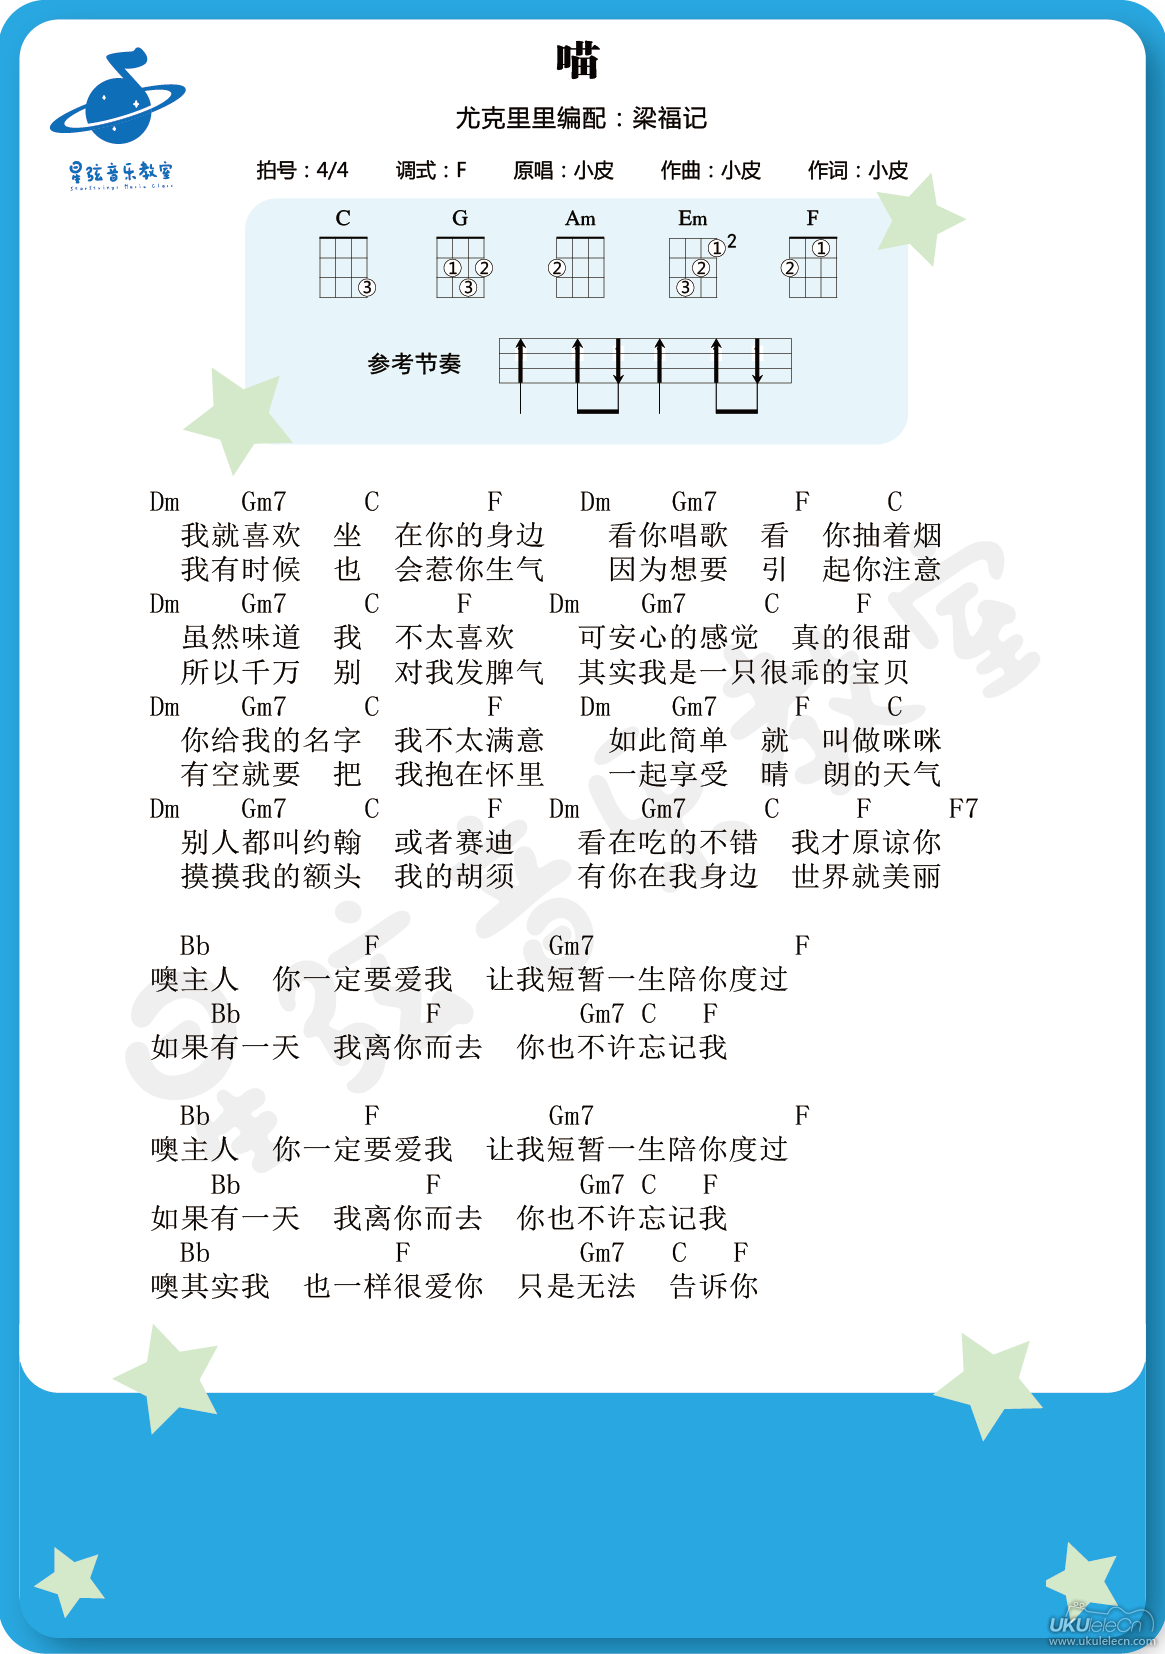 喵
尤克里里编配：梁福记
星弦音乐教室
StarStrings Music Class
拍号：4/4 调式：F 原唱：小皮 作曲：小皮 作词：小皮
C G Am Em F
3 1 2 3 2 1 2 2 3 1 2
参考节奏
Dm Gm7 C F Dm Gm7 F C
我就喜欢 坐 在你的身边 看你唱歌 看 你抽着烟
我有时候 也 会惹你生气 因为想要 引 起你注意
Dm Gm7 C F Dm Gm7 C F
虽然味道 我 不太喜欢 可安心的感觉 真的很甜
所以千万 别 对我发脾气 其实我是一只很乖的宝贝
Dm Gm7 C F Dm Gm7 F C
你给我的名字 我不太满意 如此简单 就 叫做咪咪
有空就要 把 我抱在怀里 一起享受 晴 朗的天气
Dm Gm7 C F Dm Gm7 C F F7
别人都叫约翰 或者赛迪 看在吃的不错 我才原谅你
摸摸我的额头 我的胡须 有你在我身边 世界就美丽
Bb F Gm7 F
噢主人 你一定要爱我 让我短暂一生陪你度过
Bb F Gm7 C F
如果有一天 我离你而去 你也不许忘记我
Bb F Gm7 F
噢主人 你一定要爱我 让我短暂一生陪你度过
Bb F Gm7 C F
如果有一天 我离你而去 你也不许忘记我
Bb F Gm7 C F
噢其实我 也一样很爱你 只是无法 告诉你
星弦音乐教室
UKUleleCn
www.ukulelecn.com